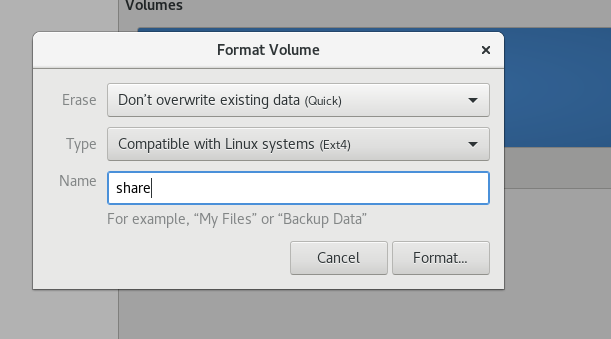 Volumes
Format Volume ×
Erase Don’t overwrite existing data (Quick)
Type Compatible with Linux systems (Ext4)
Name share
For example, “My Files” or “Backup Data”
Cancel Format...